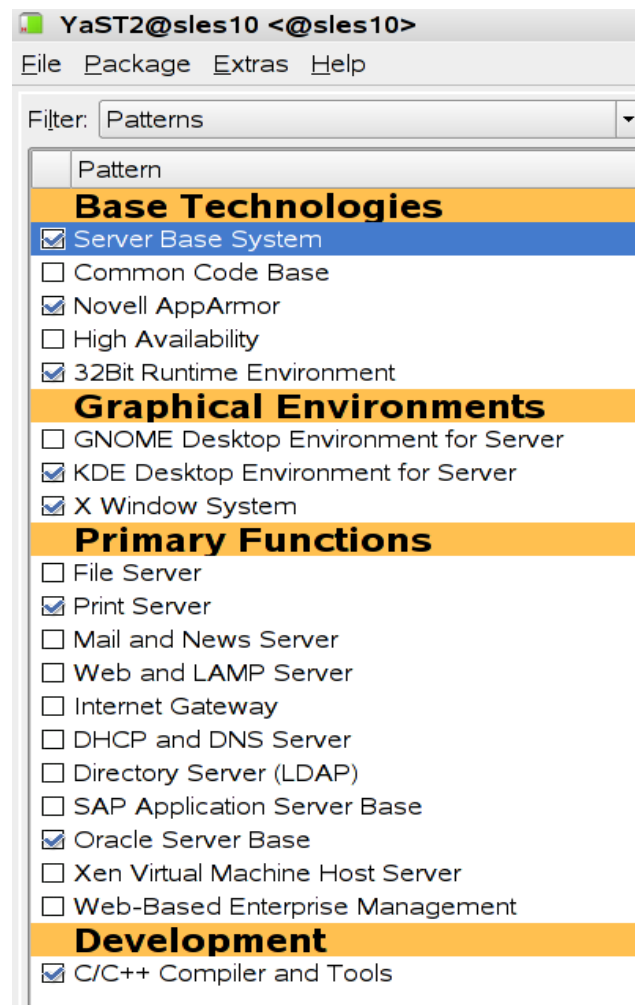 YaST2@sles10 <@sles10>
File Package Extras Help
Filter: Patterns
Pattern
Base Technologies
Server Base System
Common Code Base
Novell AppArmor
High Availability
32Bit Runtime Environment
Graphical Environments
GNOME Desktop Environment for Server
KDE Desktop Environment for Server
X Window System
Primary Functions
File Server
Print Server
Mail and News Server
Web and LAMP Server
Internet Gateway
DHCP and DNS Server
Directory Server (LDAP)
SAP Application Server Base
Oracle Server Base
Xen Virtual Machine Host Server
Web-Based Enterprise Management
Development
C/C++ Compiler and Tools